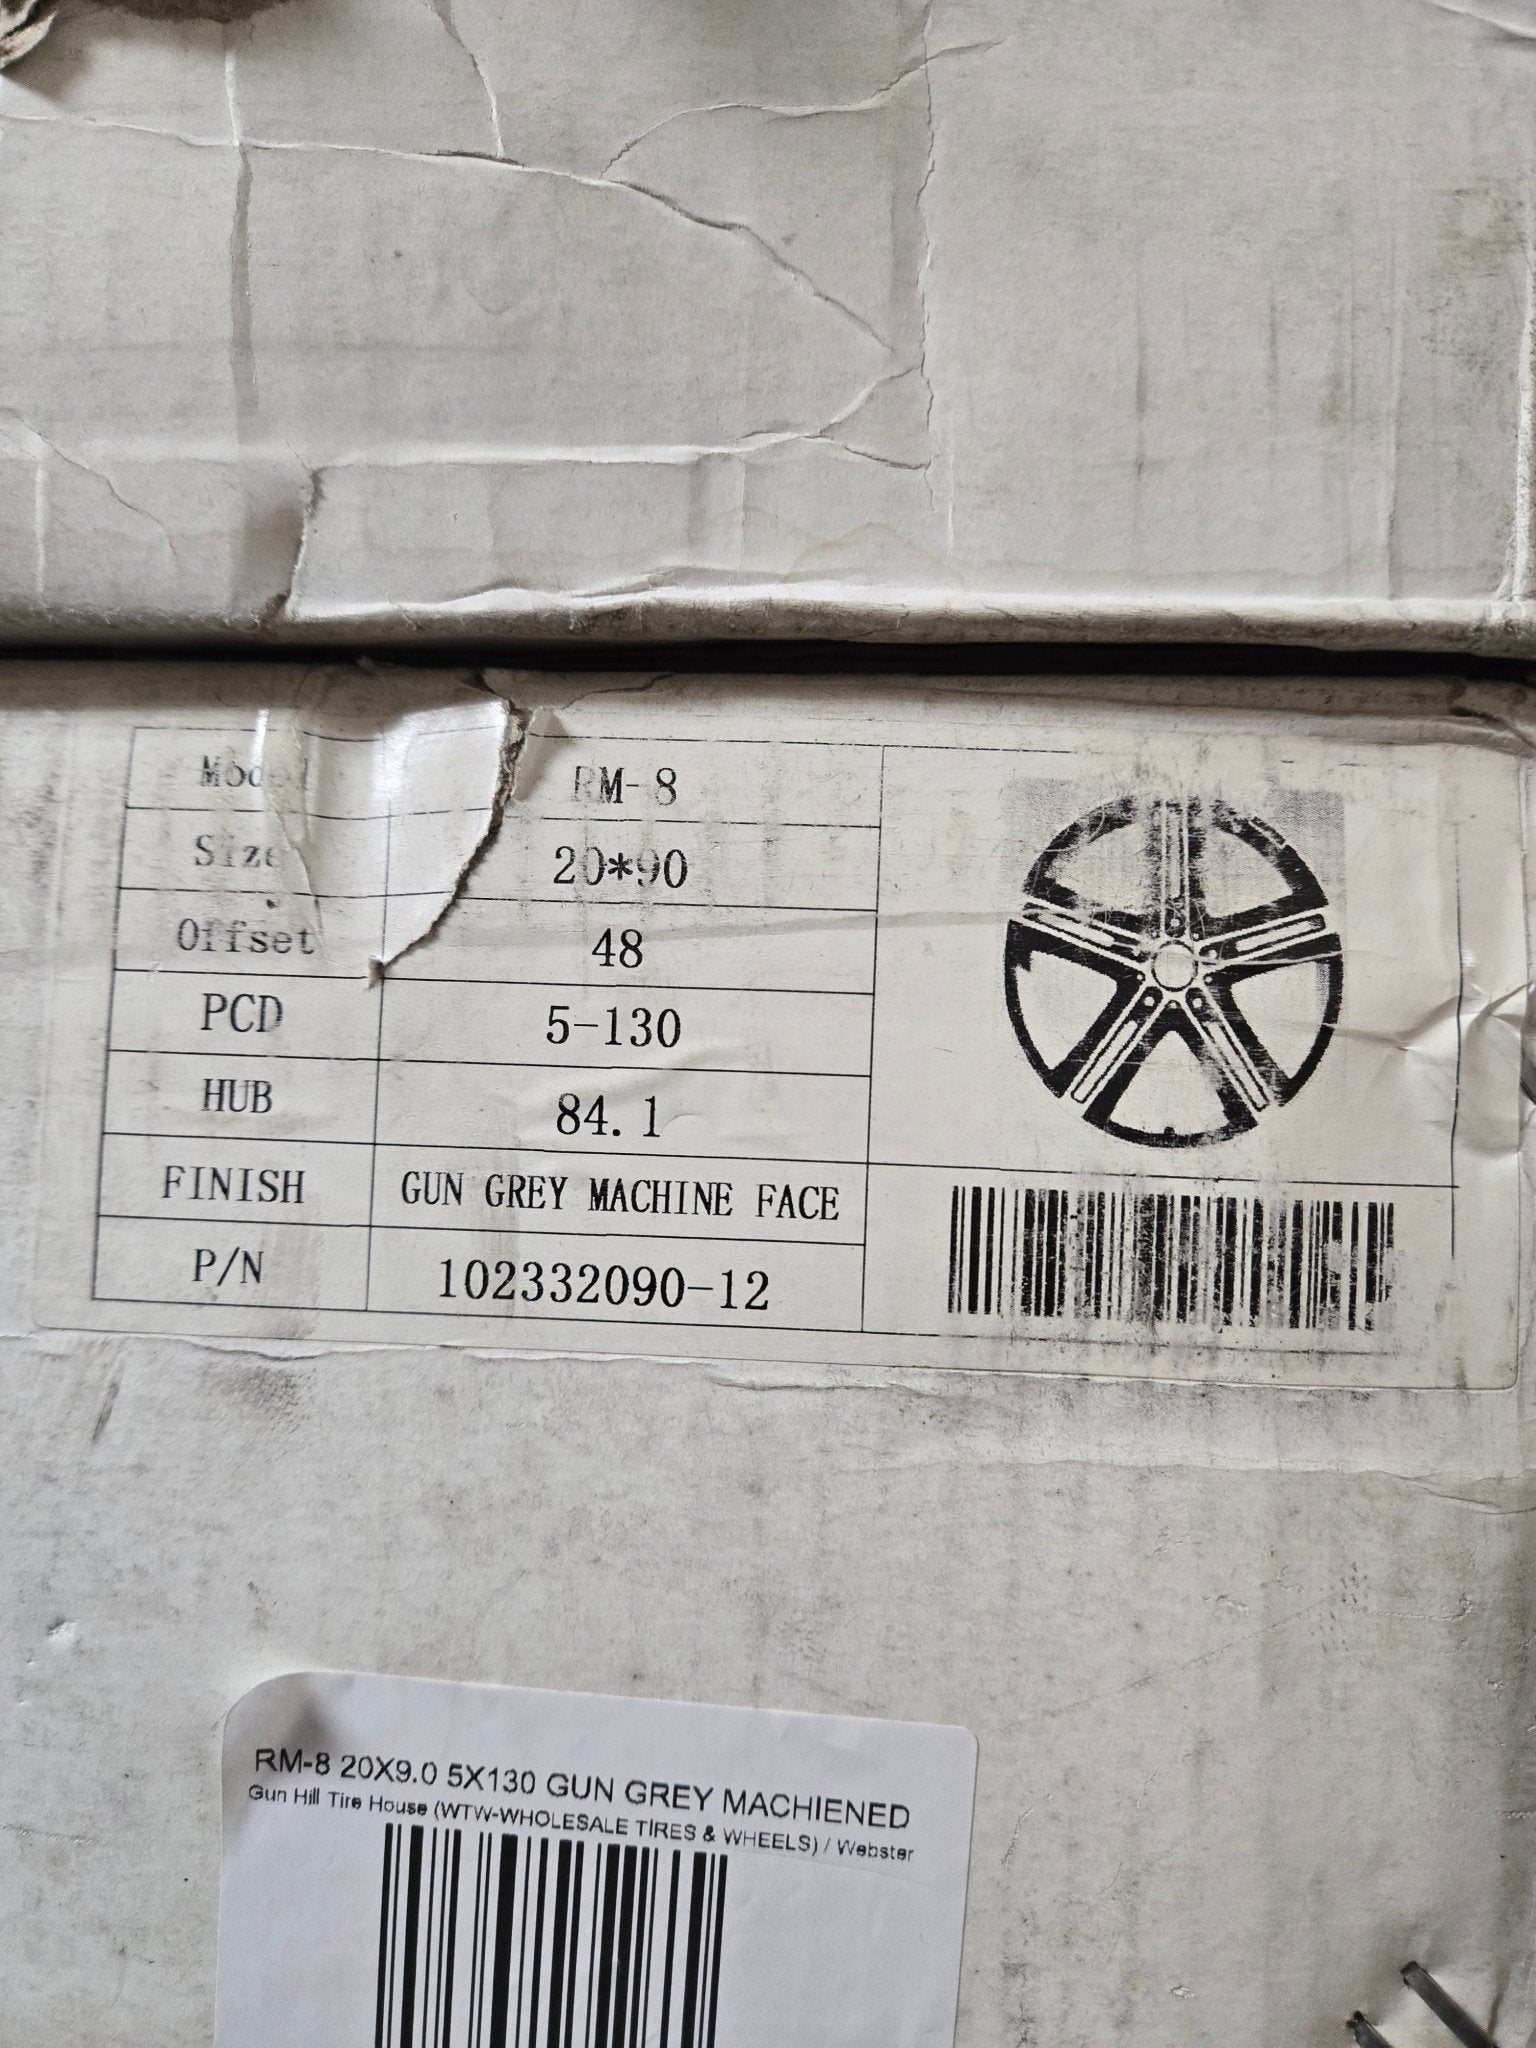 Model RM-8
Size 20*90
Offset 48
PCD 5-130
HUB 84.1
FINISH GUN GREY MACHINE FACE
P/N 102332090-12
RM-8 20X9.0 5X130 GUN GREY MACHIENED
Gun Hill Tire House (WTW-WHOLESALE TIRES & WHEELS) / Webster